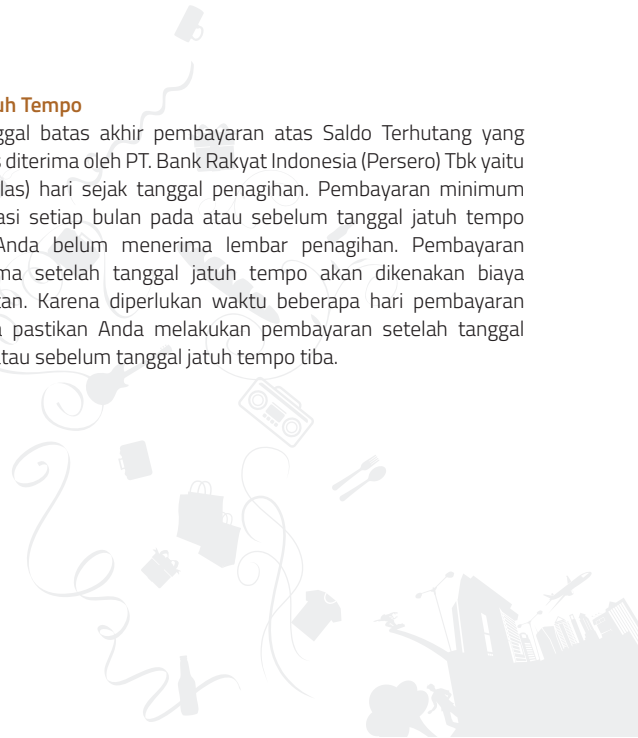 uh Tempo
ggal batas akhir pembayaran atas Saldo Terhutang yang
s diterima oleh PT. Bank Rakyat Indonesia (Persero) Tbk yaitu
las) hari sejak tanggal penagihan. Pembayaran minimum
asi setiap bulan pada atau sebelum tanggal jatuh tempo
Anda belum menerima lembar penagihan. Pembayaran
ma setelah tanggal jatuh tempo akan dikenakan biaya
tan. Karena diperlukan waktu beberapa hari pembayaran
a pastikan Anda melakukan pembayaran setelah tanggal
atau sebelum tanggal jatuh tempo tiba.